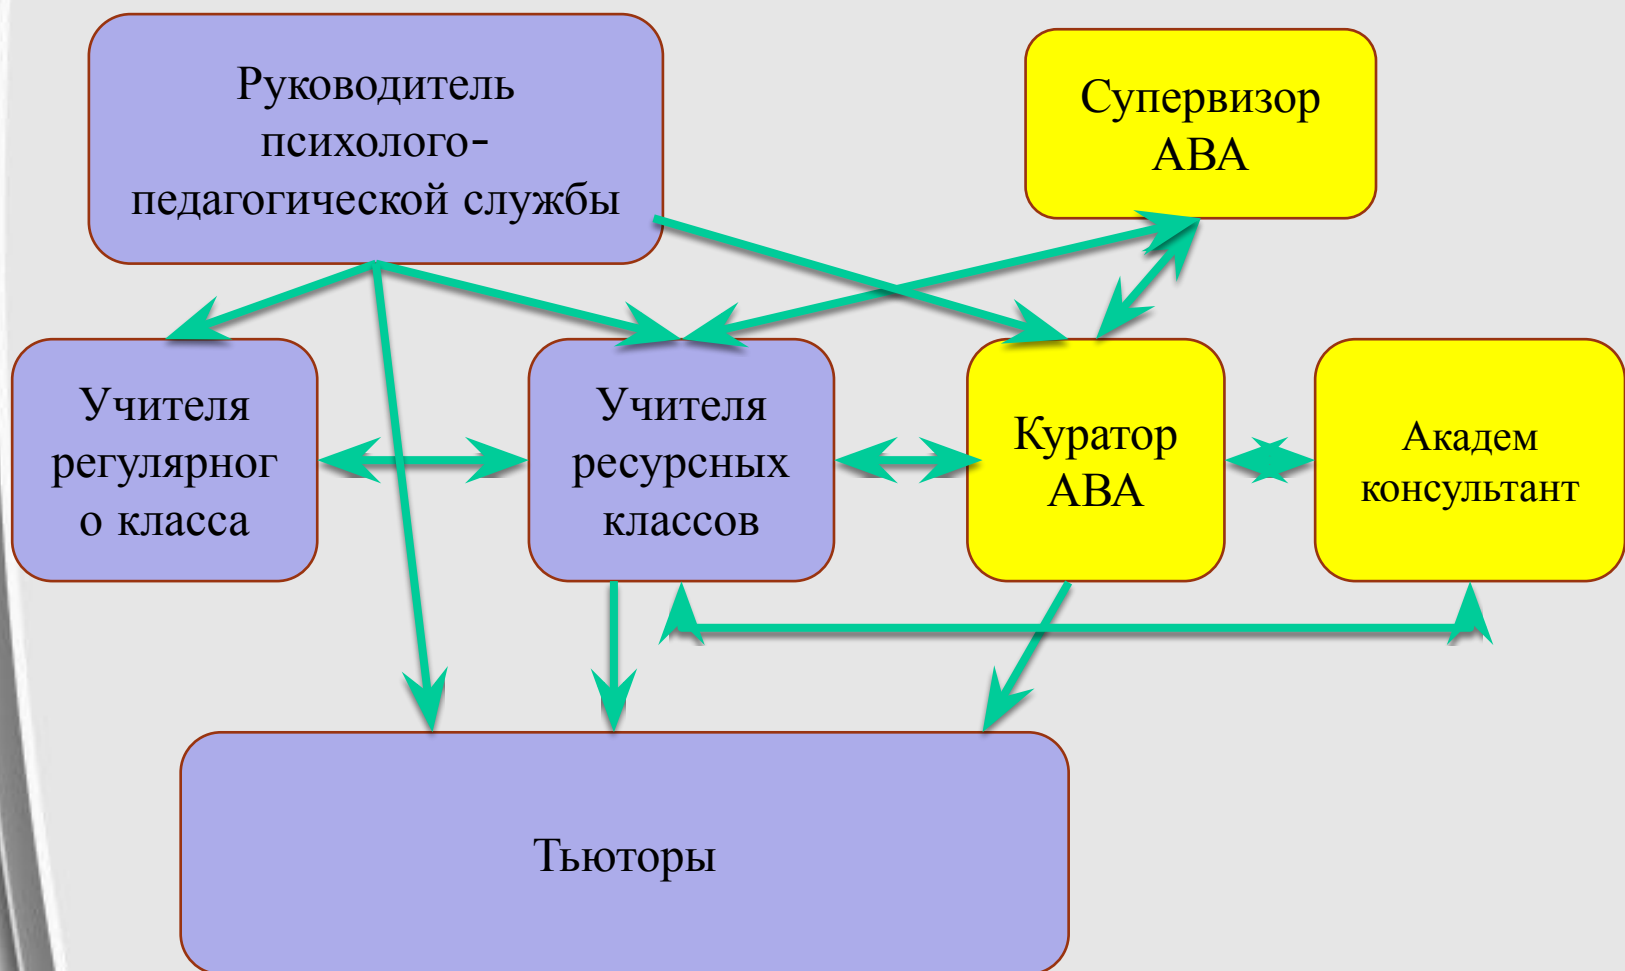 Руководитель
психолого-
педагогической службы
Супервизор
АВА
Учителя
регулярног
о класса
Учителя
ресурсных
классов
Куратор
АВА
Академ
консультант
Тьюторы